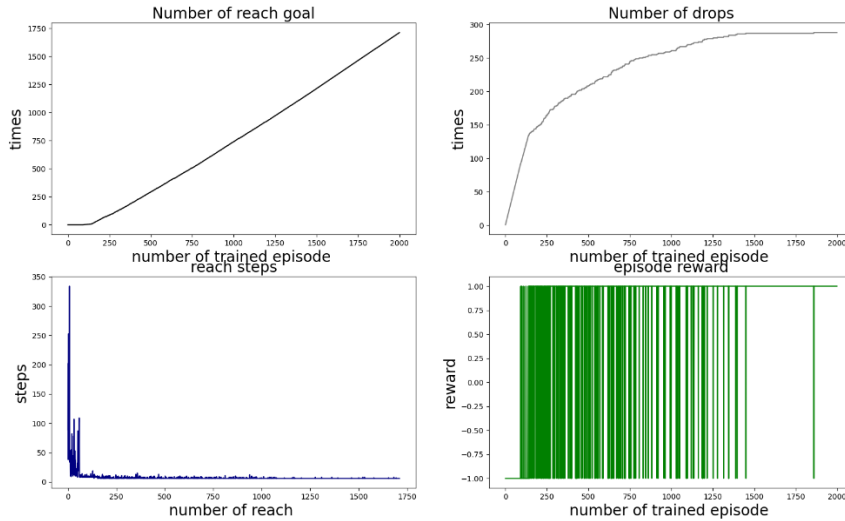 Number of reach goal
1750
1500
1250
1000
750
500
250
0
times
0 250 500 750 1000 1250 1500 1750 2000
number of trained episode
Number of drops
300
250
200
150
100
50
0
times
0 250 500 750 1000 1250 1500 1750 2000
number of trained episode
reach steps
350
300
250
200
150
100
50
0
steps
0 250 500 750 1000 1250 1500 1750
number of reach
episode reward
1.00
0.75
0.50
0.25
0.00
−0.25
−0.50
−0.75
−1.00
reward
0 250 500 750 1000 1250 1500 1750 2000
number of trained episode